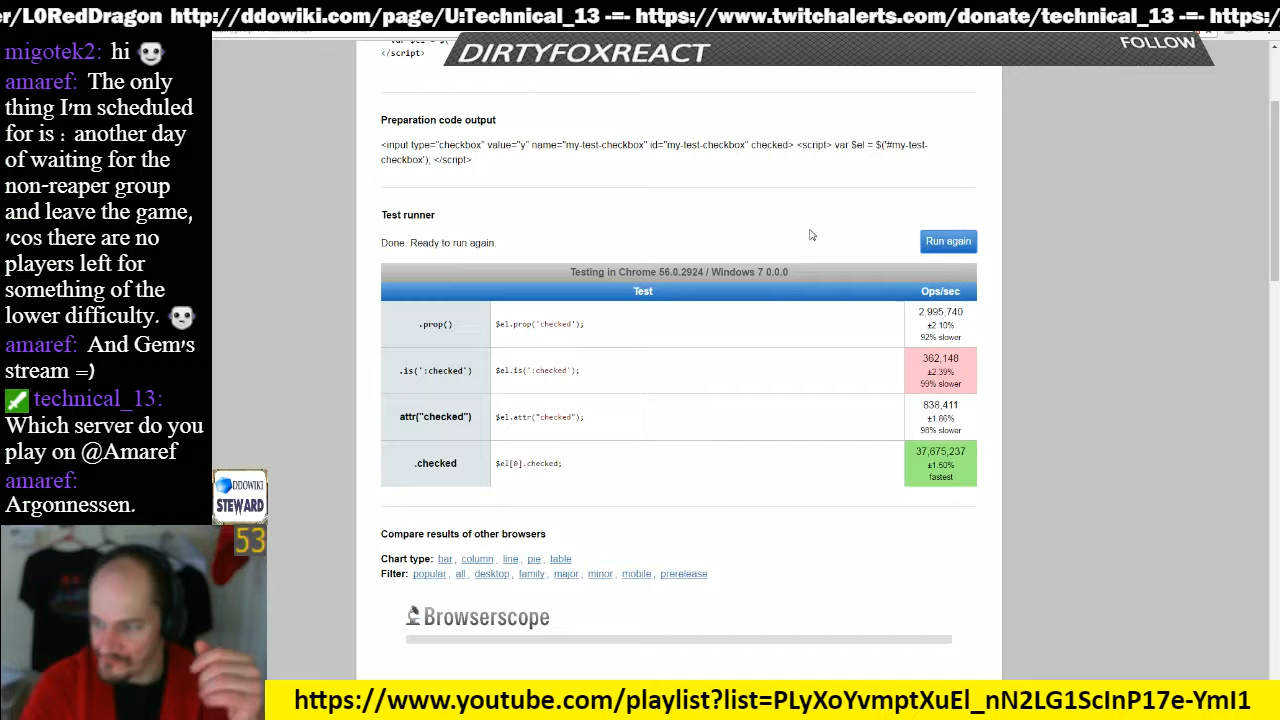 er/L0RedDragon http://ddowiki.com/page/U:Technical_13 -=- https://www.twitchalerts.com/donate/technical_13 -=- https:/
DIRTYFOXREACT
FOLLOW
migotek2: hi
amaref: The only
thing I'm scheduled
for is : another day
of waiting for the
non-reaper group
and leave the game,
'cos there are no
players left for
something of the
lower difficulty.
amaref: And Gem's
stream =)
technical_13:
Which server do you
play on @Amaref
amaref:
Argonnessen.
DDOWIKI
STEWARD
53
</script>
Preparation code output
<input type="checkbox" value="y" name="my-test-checkbox" id="my-test-checkbox" checked> <script> var $el = $('#my-test-
checkbox'); </script>
Test runner
Done. Ready to run again.
Run again
Testing in Chrome 56.0.2924 / Windows 7 0.0.0
Test Ops/sec
.prop() $el.prop('checked'); 2,995,740
±2.10%
92% slower
.is(':checked') $el.is(':checked'); 362,148
±2.39%
99% slower
attr("checked") $el.attr("checked"); 838,411
±1.86%
98% slower
.checked $el[0].checked; 37,675,237
±1.50%
fastest
Compare results of other browsers
Chart type: bar, column, line, pie, table
Filter: popular, all, desktop, family, major, minor, mobile, prerelease
Browserscope
https://www.youtube.com/playlist?list=PLyXoYvmptXuEl_nN2LG1ScInP17e-YmI1